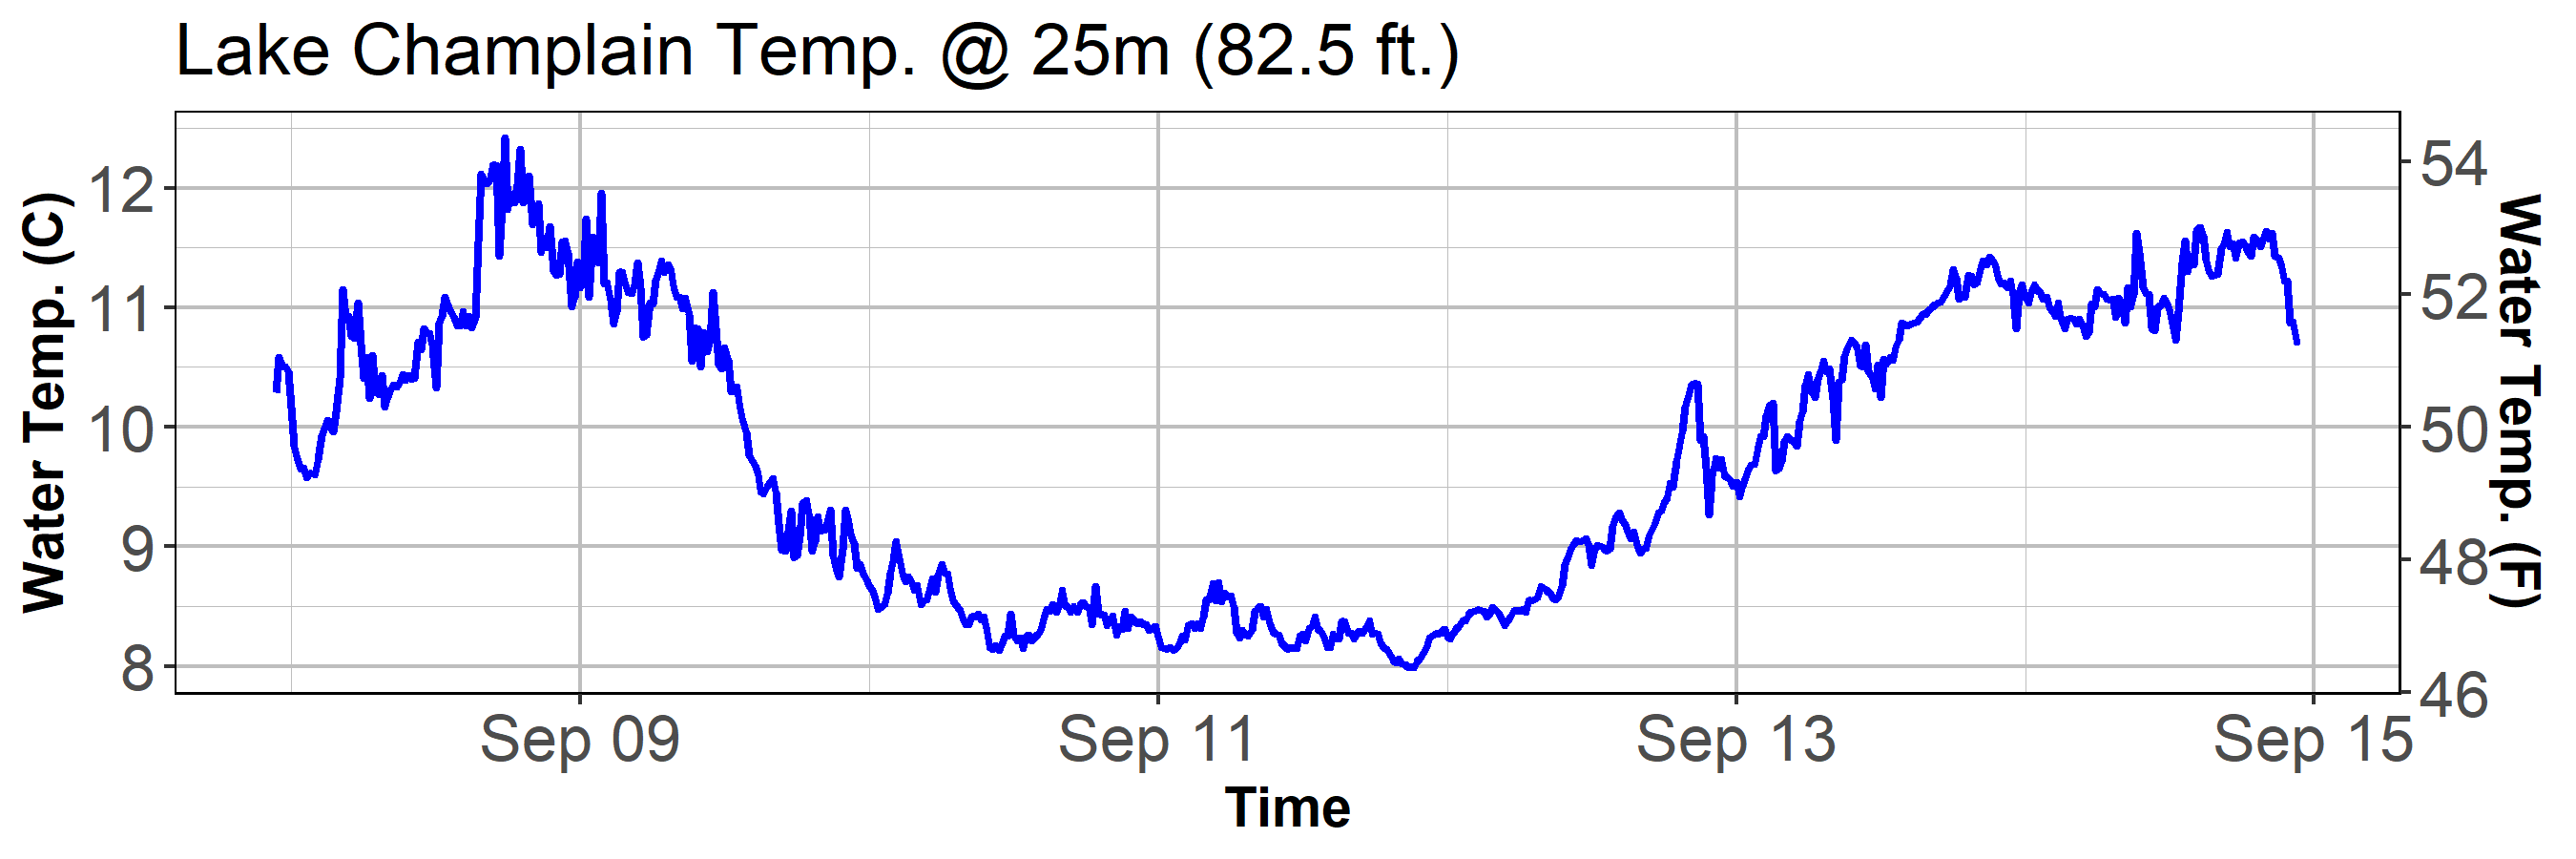 Lake Champlain Temp. @ 25m (82.5 ft.)
Water Temp. (C)
12
11
10
9
8
54
52
50
48
46
Water Temp. (F)
Sep 09 Sep 11 Sep 13 Sep 15
Time